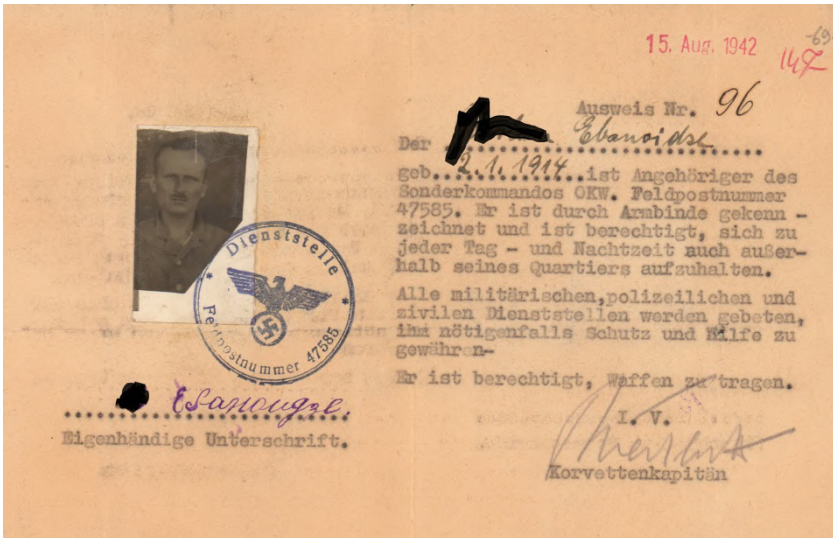 15. Aug. 1942
147
Ausweis Nr. 96
Der Ebanoidse
geb. 2.1.1914. ist Angehöriger des
Sonderkommandos OKW. Feldpostnummer
47585. Er ist durch Armbinde gekenn -
zeichnet und ist berechtigt, sich zu
jeder Tag - und Nachtzeit auch außer-
halb seines Quartiers aufzuhalten.
Alle militärischen,polizeilichen und
zivilen Dienststellen werden gebeten,
ihm nötigenfalls Schutz und Hilfe zu
gewähren-
Er ist berechtigt, Waffen zu tragen.
I. V.
Korvettenkapitän
Dienststelle
Feldpostnummer 47585
Ебаноидзе.
Eigenhändige Unterschrift.